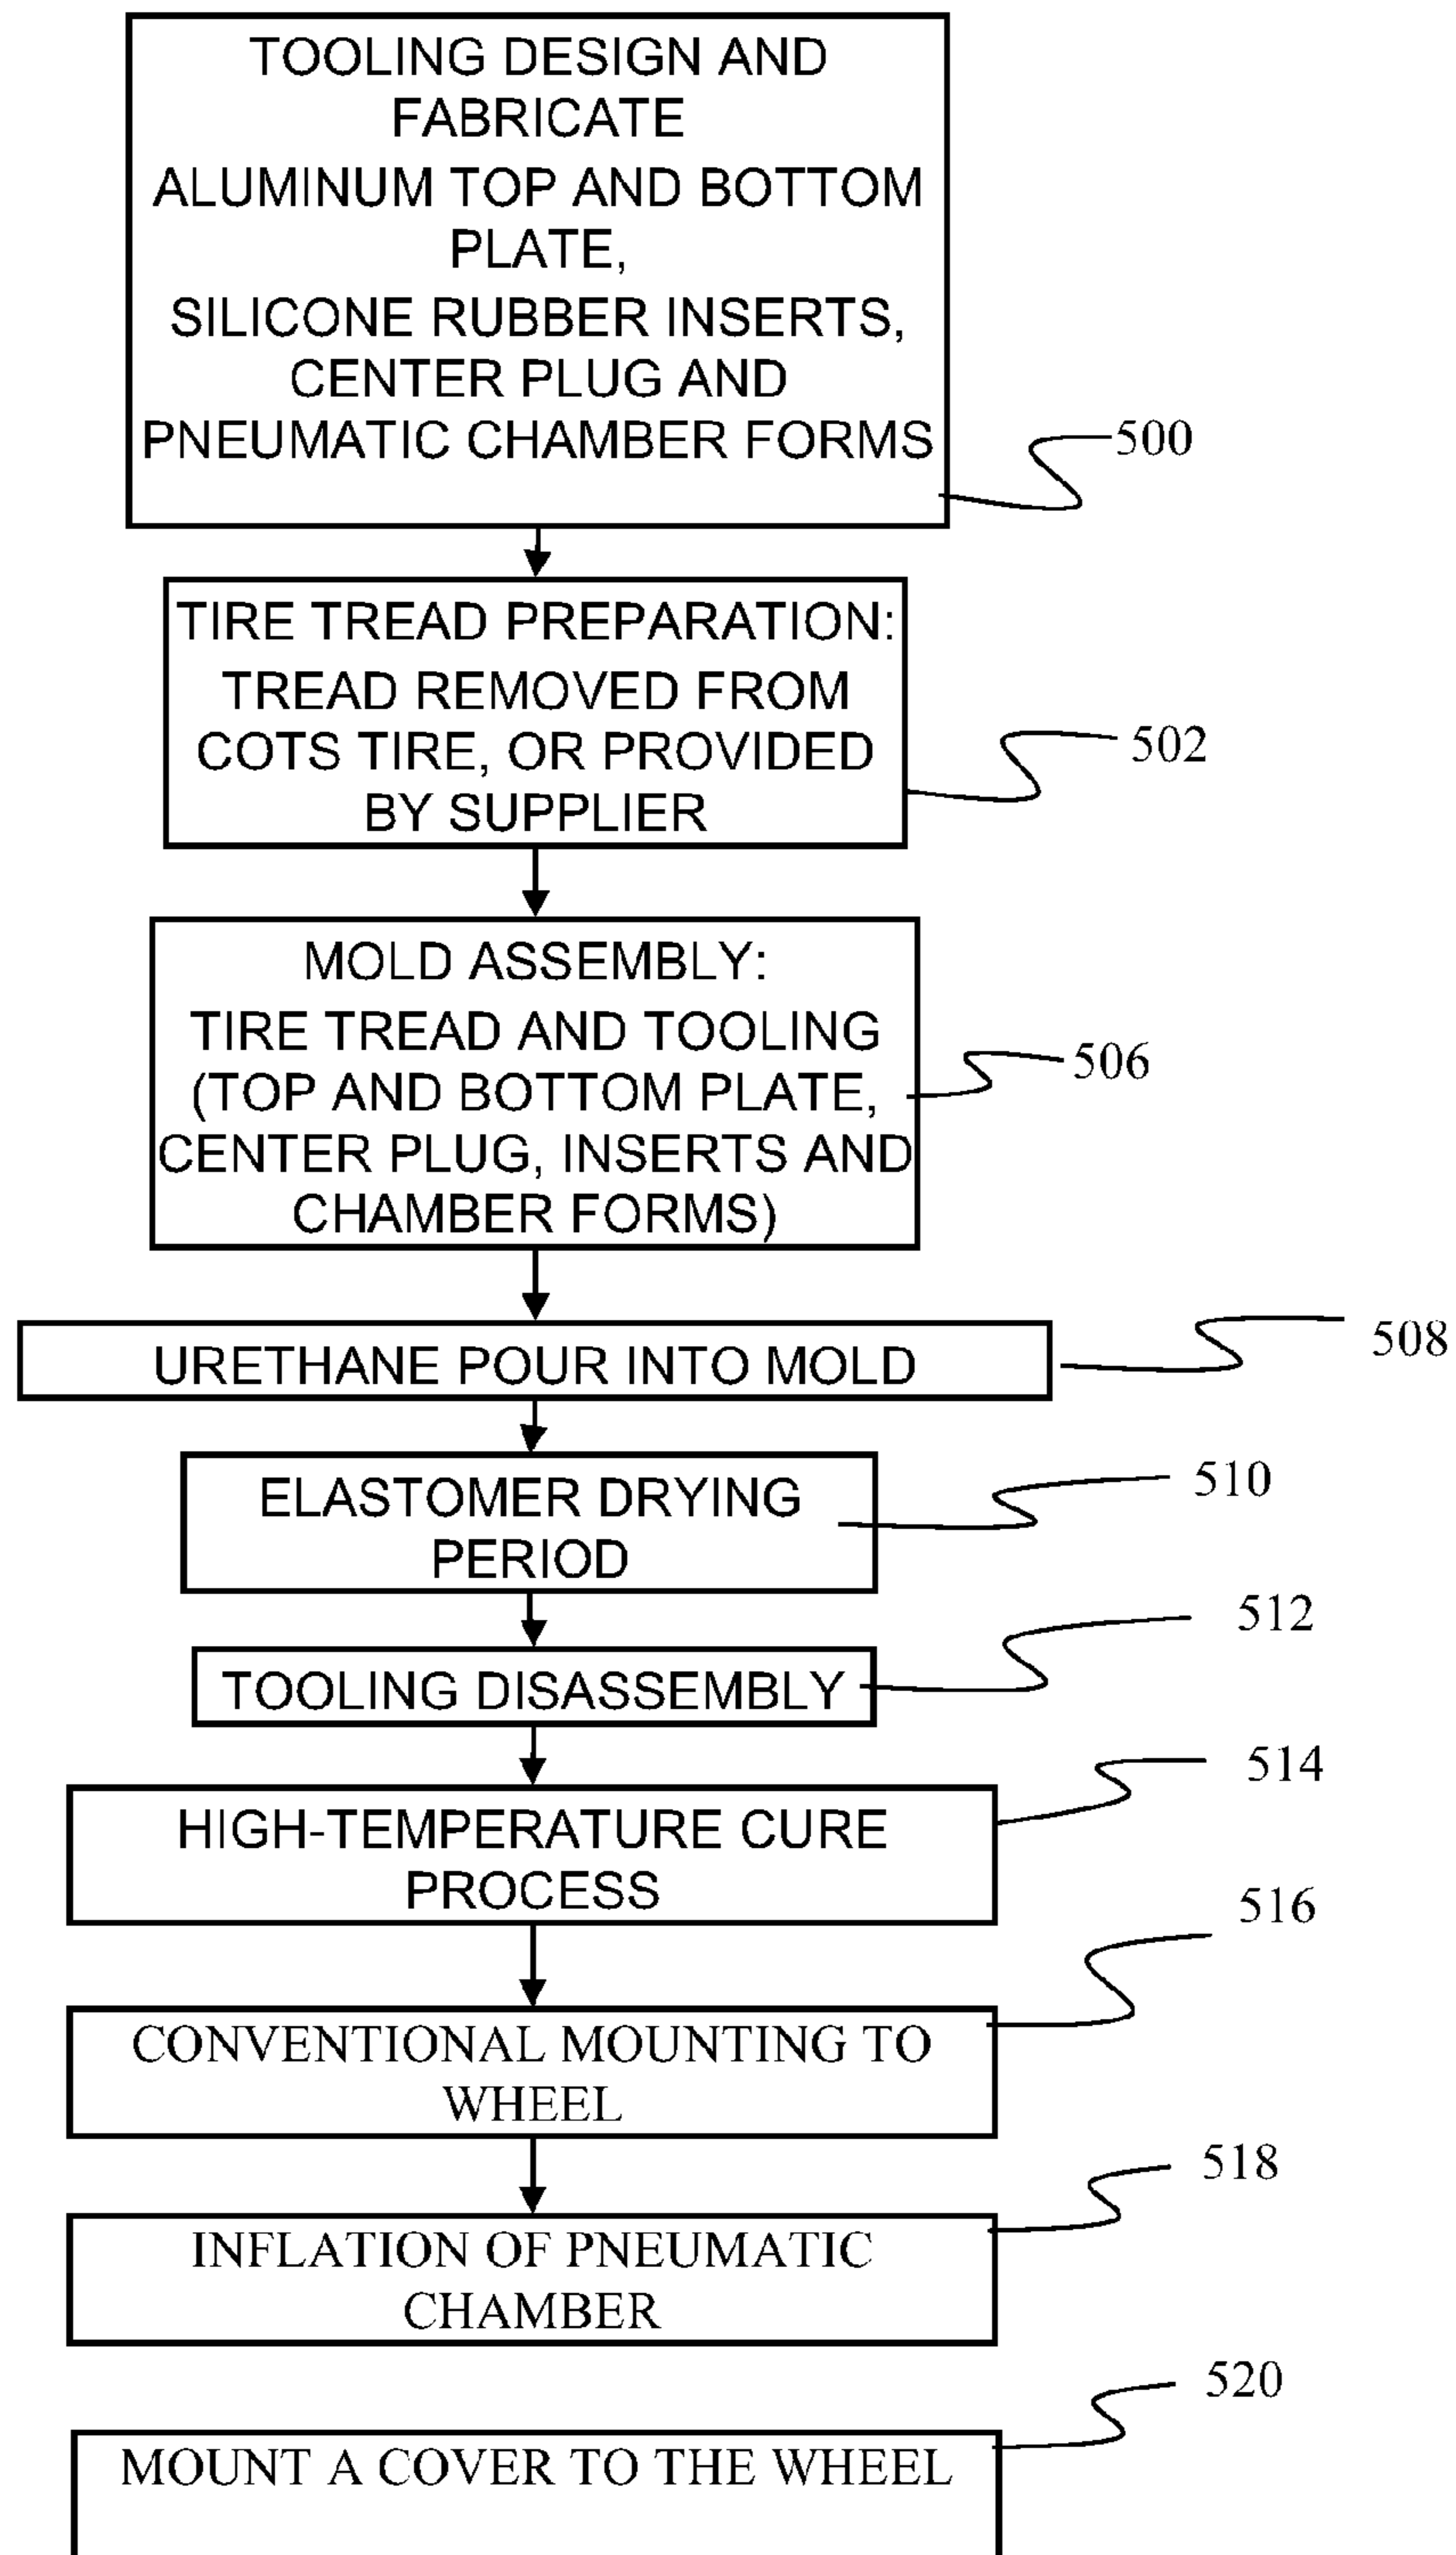 TOOLING DESIGN AND
FABRICATE
ALUMINUM TOP AND BOTTOM
PLATE,
SILICONE RUBBER INSERTS,
CENTER PLUG AND
PNEUMATIC CHAMBER FORMS
500
TIRE TREAD PREPARATION:
TREAD REMOVED FROM
COTS TIRE, OR PROVIDED
BY SUPPLIER
502
MOLD ASSEMBLY:
TIRE TREAD AND TOOLING
(TOP AND BOTTOM PLATE,
CENTER PLUG, INSERTS AND
CHAMBER FORMS)
506
URETHANE POUR INTO MOLD
508
ELASTOMER DRYING
PERIOD
510
TOOLING DISASSEMBLY
512
HIGH-TEMPERATURE CURE
PROCESS
514
CONVENTIONAL MOUNTING TO
WHEEL
516
INFLATION OF PNEUMATIC
CHAMBER
518
MOUNT A COVER TO THE WHEEL
520